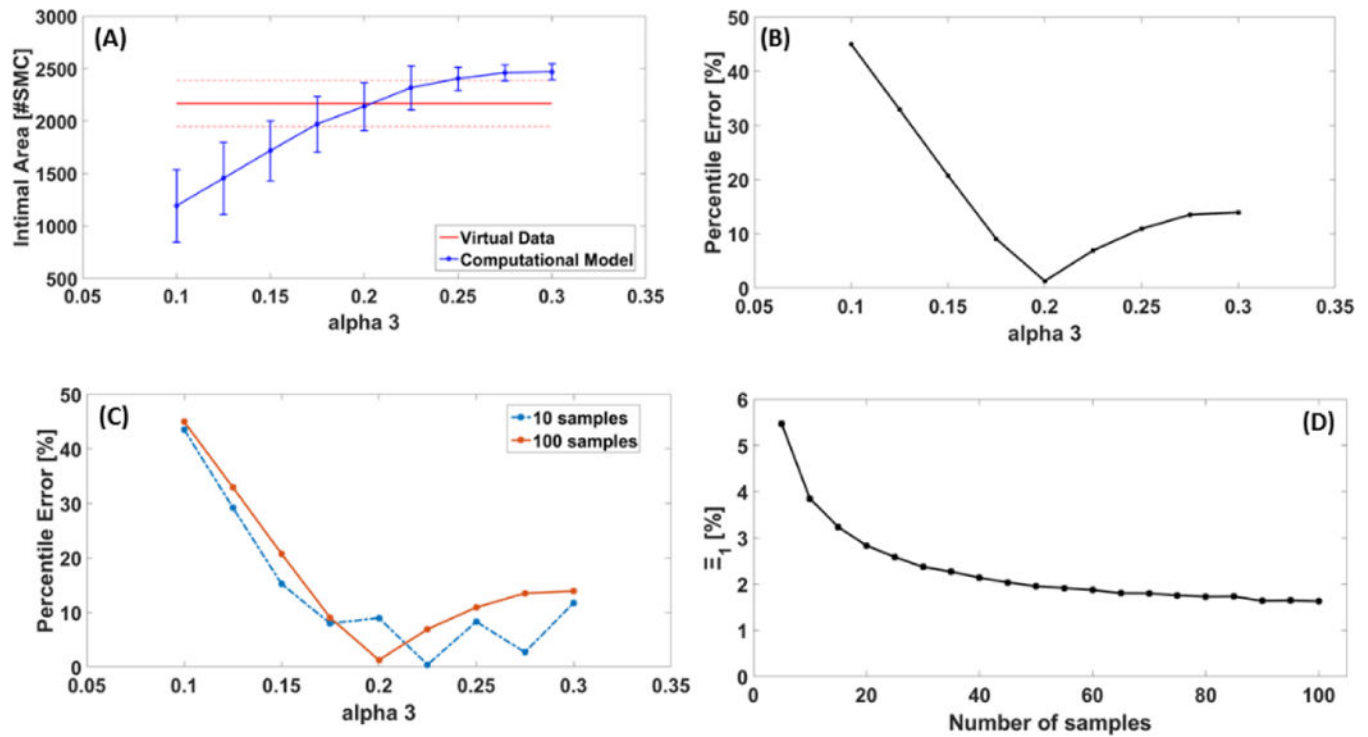 (A)
Intimal Area [#SMC]
3000
2500
2000
1500
1000
500
Virtual Data
Computational Model
0.05 0.1 0.15 0.2 0.25 0.3 0.35
alpha 3
(B)
Percentile Error [%]
50
40
30
20
10
0
0.05 0.1 0.15 0.2 0.25 0.3 0.35
alpha 3
(C)
Percentile Error [%]
50
40
30
20
10
0
10 samples
100 samples
0.05 0.1 0.15 0.2 0.25 0.3 0.35
alpha 3
(D)
Ξ₁ [%]
6
5
4
3
2
1
0
0 20 40 60 80 100
Number of samples